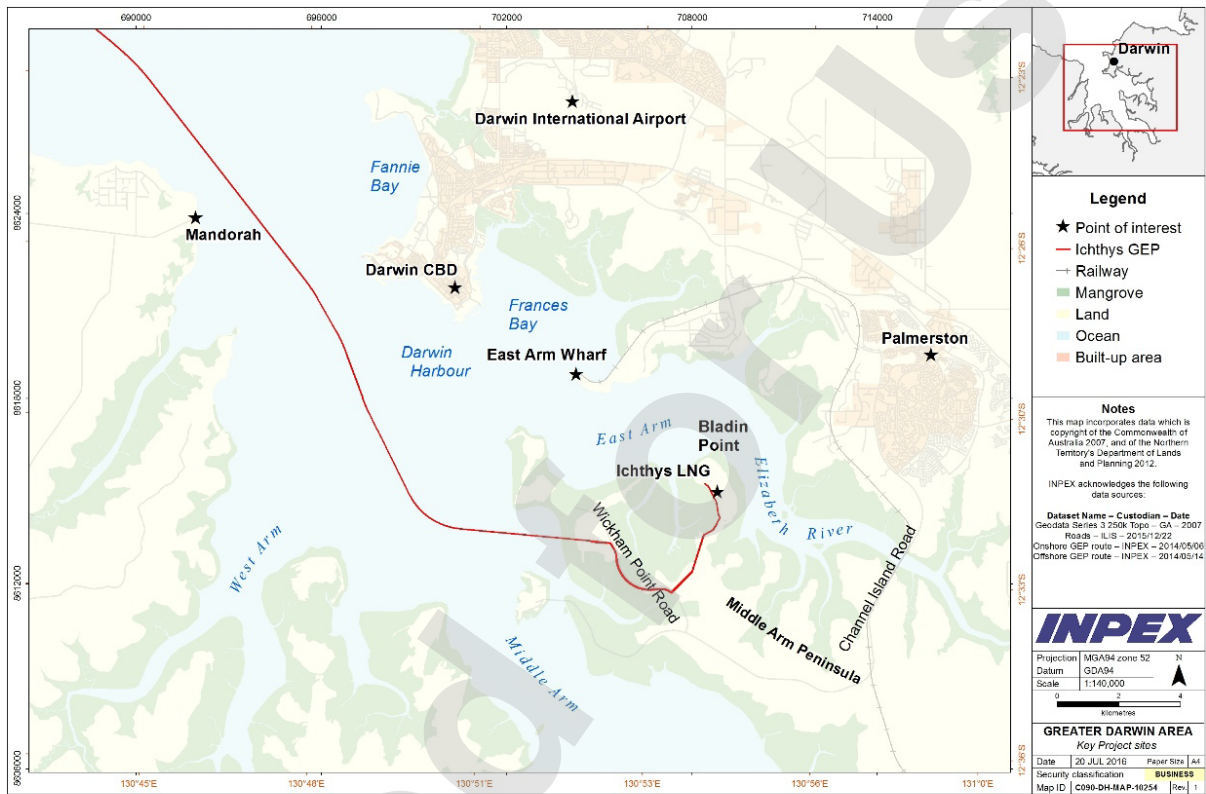 690000
696000
702000
708000
714000
8624000
8618000
8612000
8606000
12°23'S
12°26'S
12°30'S
12°33'S
12°36'S
130°45'E
130°48'E
130°51'E
130°53'E
130°56'E
131°0'E
Darwin International Airport
Fannie
Bay
Mandorah
Darwin CBD
Frances
Bay
Darwin
Harbour
East Arm Wharf
Palmerston
East Arm
Bladin
Point
Ichthys LNG
Elizabeth River
Wickham Point Road
West Arm
Middle Arm
Middle Arm Peninsula
Channel Island Road
Darwin
Legend
Point of interest
Ichthys GEP
Railway
Mangrove
Land
Ocean
Built-up area
Notes
This map incorporates data which is
copyright of the Commonwealth of
Australia 2007, and of the Northern
Territory's Department of Lands
and Planning 2012.
INPEX acknowledges the following
data sources:
Dataset Name – Custodian – Date
Geodata Series 3 250k Topo – GA – 2007
Roads – ILIS – 2015/12/22
Onshore GEP route – INPEX – 2014/05/06
Offshore GEP route – INPEX – 2014/05/14
INPEX
Projection MGA94 zone 52
Datum GDA94
Scale 1:140,000
N
0 2 4
kilometres
GREATER DARWIN AREA
Key Project sites
Date 20 JUL 2016 Paper Size A4
Security classification BUSINESS
Map ID C090-DH-MAP-10254 Rev. 1